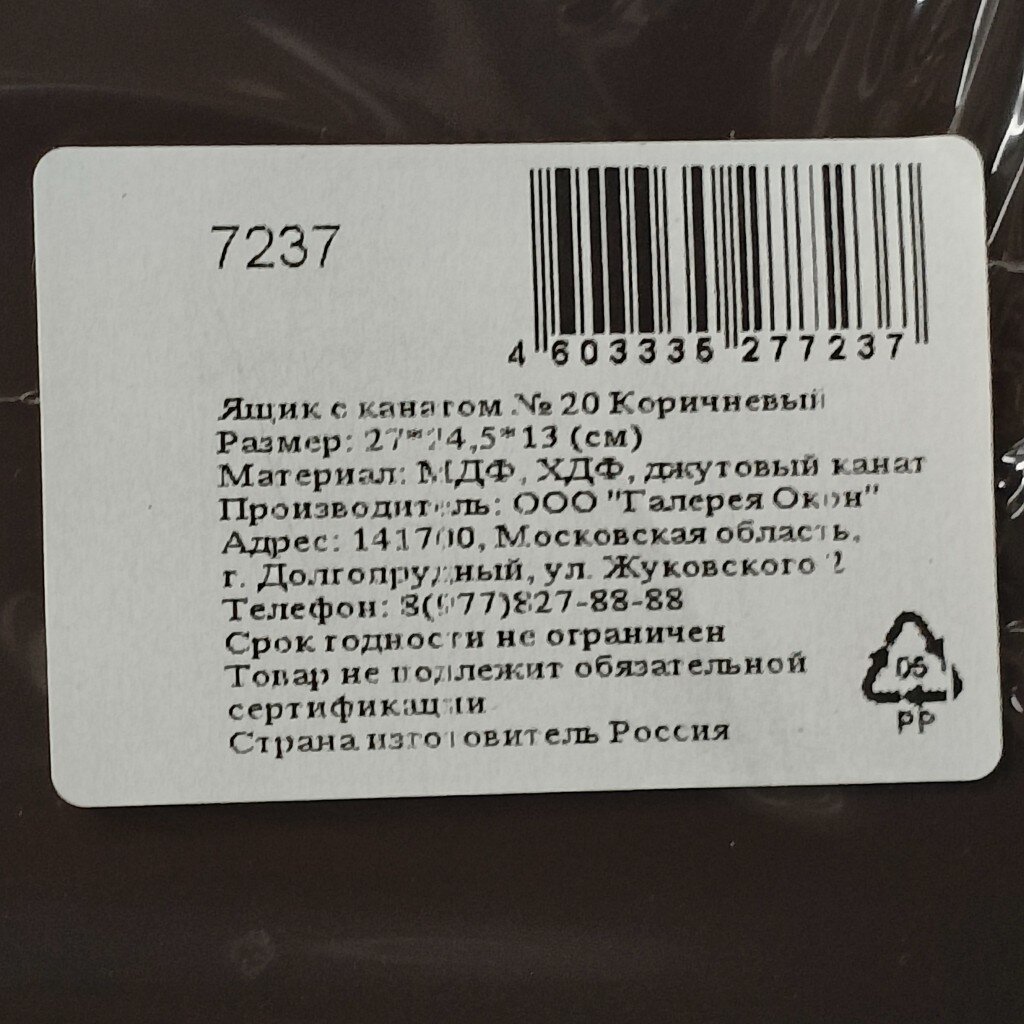 7237
4 603335 277237
Ящик с канатом № 20 Коричневый
Размер: 27*24,5*13 (см)
Материал: МДФ, ХДФ, джутовый канат
Производитель: ООО "Галерея Окон"
Адрес: 141700, Московская область,
г. Долгопрудный, ул. Жуковского 2
Телефон: 8(977)827-88-88
Срок годности не ограничен
Товар не подлежит обязательной
сертификации
Страна изготовитель Россия
05
PP